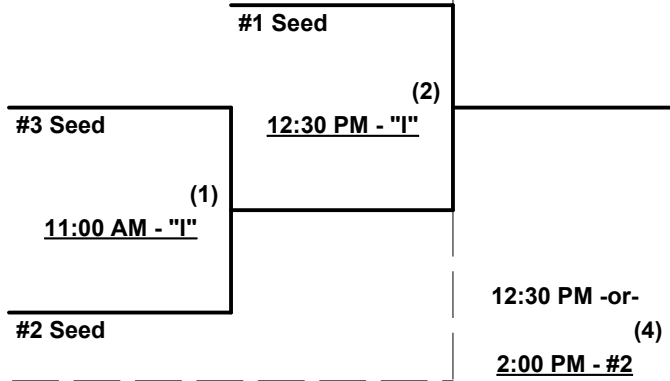 #1 Seed
(2)
12:30 PM - "I"
#3 Seed
(1)
11:00 AM - "I"
#2 Seed
12:30 PM -or-
(4)
2:00 PM - #2